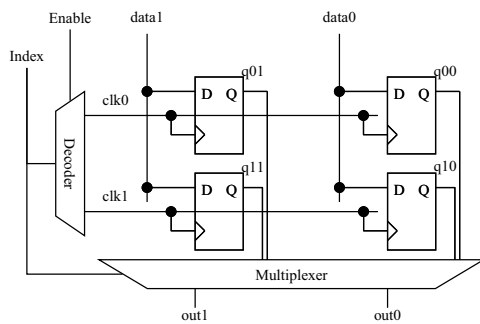 Enable
data1
data0
Index
q01
q00
D Q
D Q
clk0
Decoder
q11
q10
D Q
D Q
clk1
Multiplexer
out1
out0